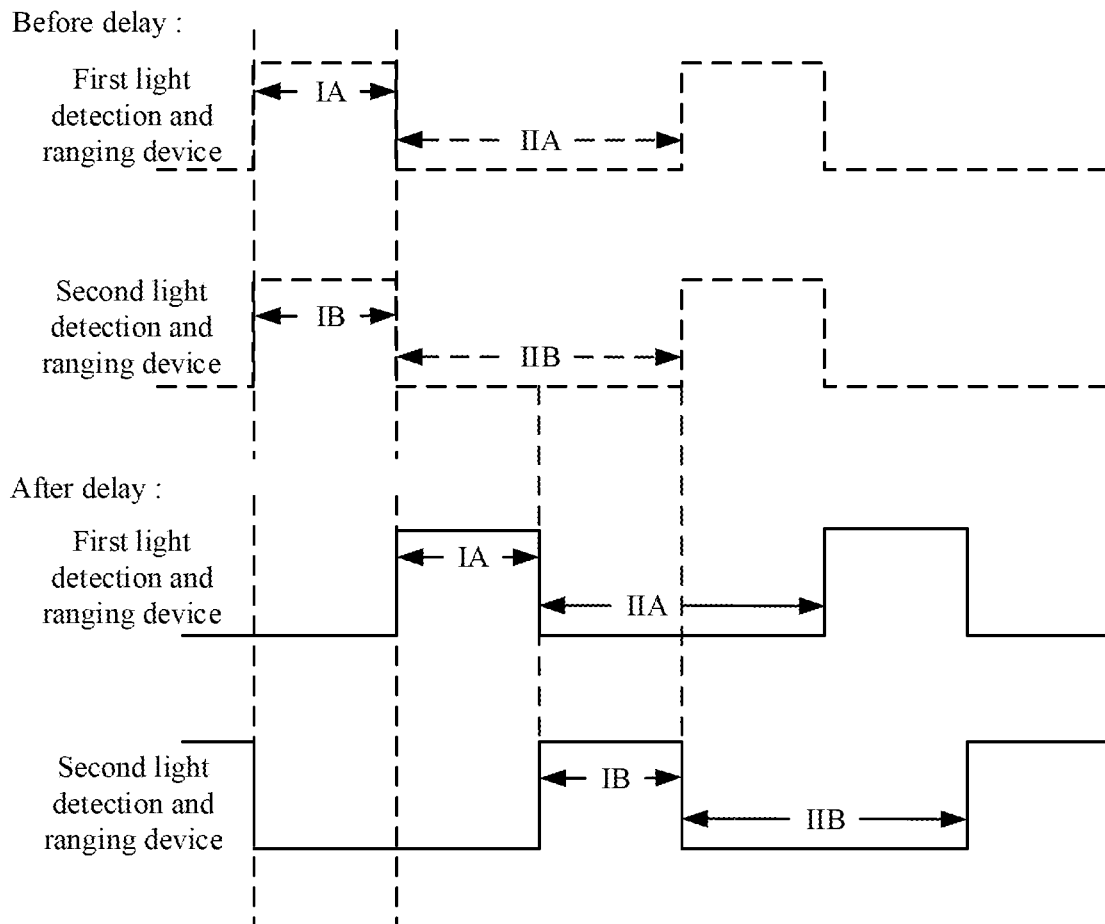 Before delay :
First light
detection and
ranging device
IA
IIA
Second light
detection and
ranging device
IB
IIB
After delay :
First light
detection and
ranging device
IA
IIA
Second light
detection and
ranging device
IB
IIB